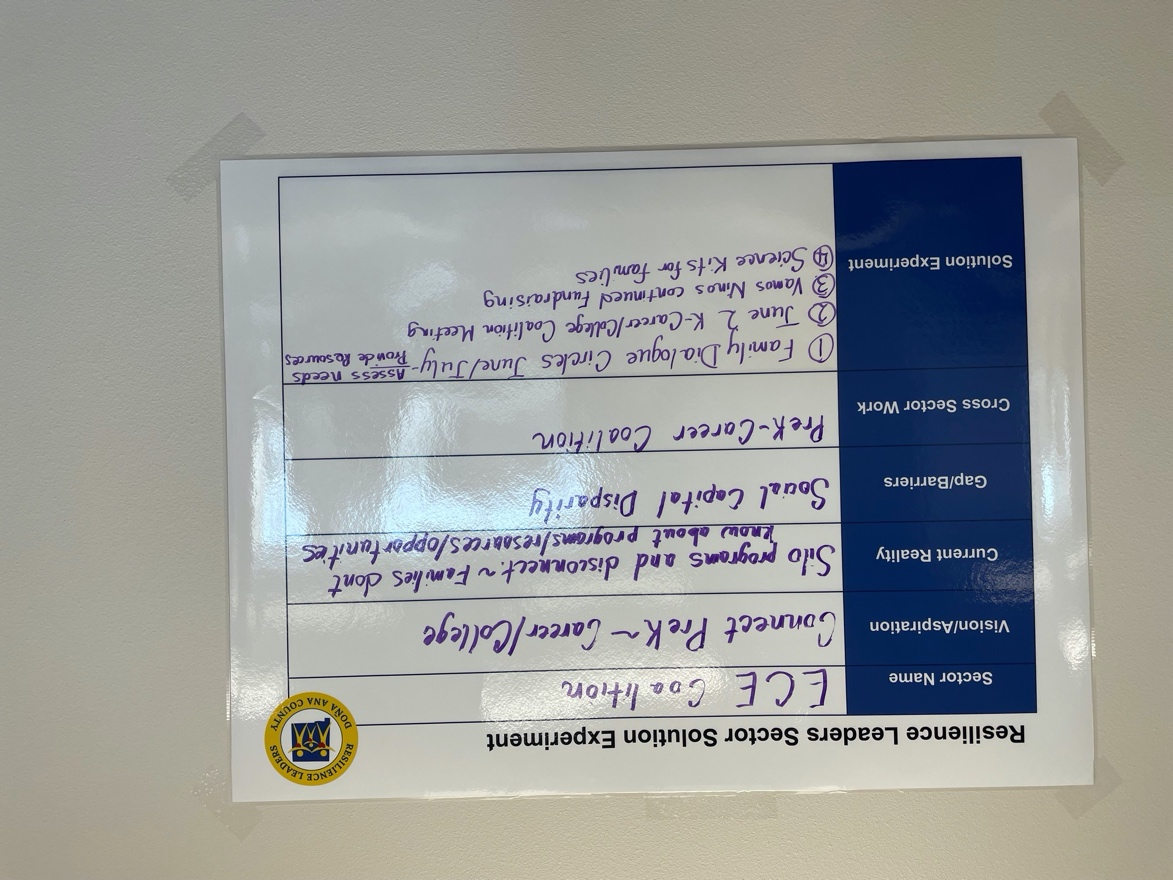 Resilience Leaders Sector Solution Experiment
RESILIENCE LEADERS
DOÑA ANA COUNTY
Sector Name
ECE Coalition
Vision/Aspiration
Connect PreK ~ Career/College
Current Reality
Silo programs and disconnect. ~ Families dont
know about programs/resources/opportunities
Gap/Barriers
Social Capital Disparity
Cross Sector Work
PreK-Career Coalition
Solution Experiment
① Family Dialogue Circles June/July - Assess needs
Provide Resources
② June 2 K-Career/College Coalition Meeting
③ Vamos Ninos continued Fundraising
④ Science Kits for families